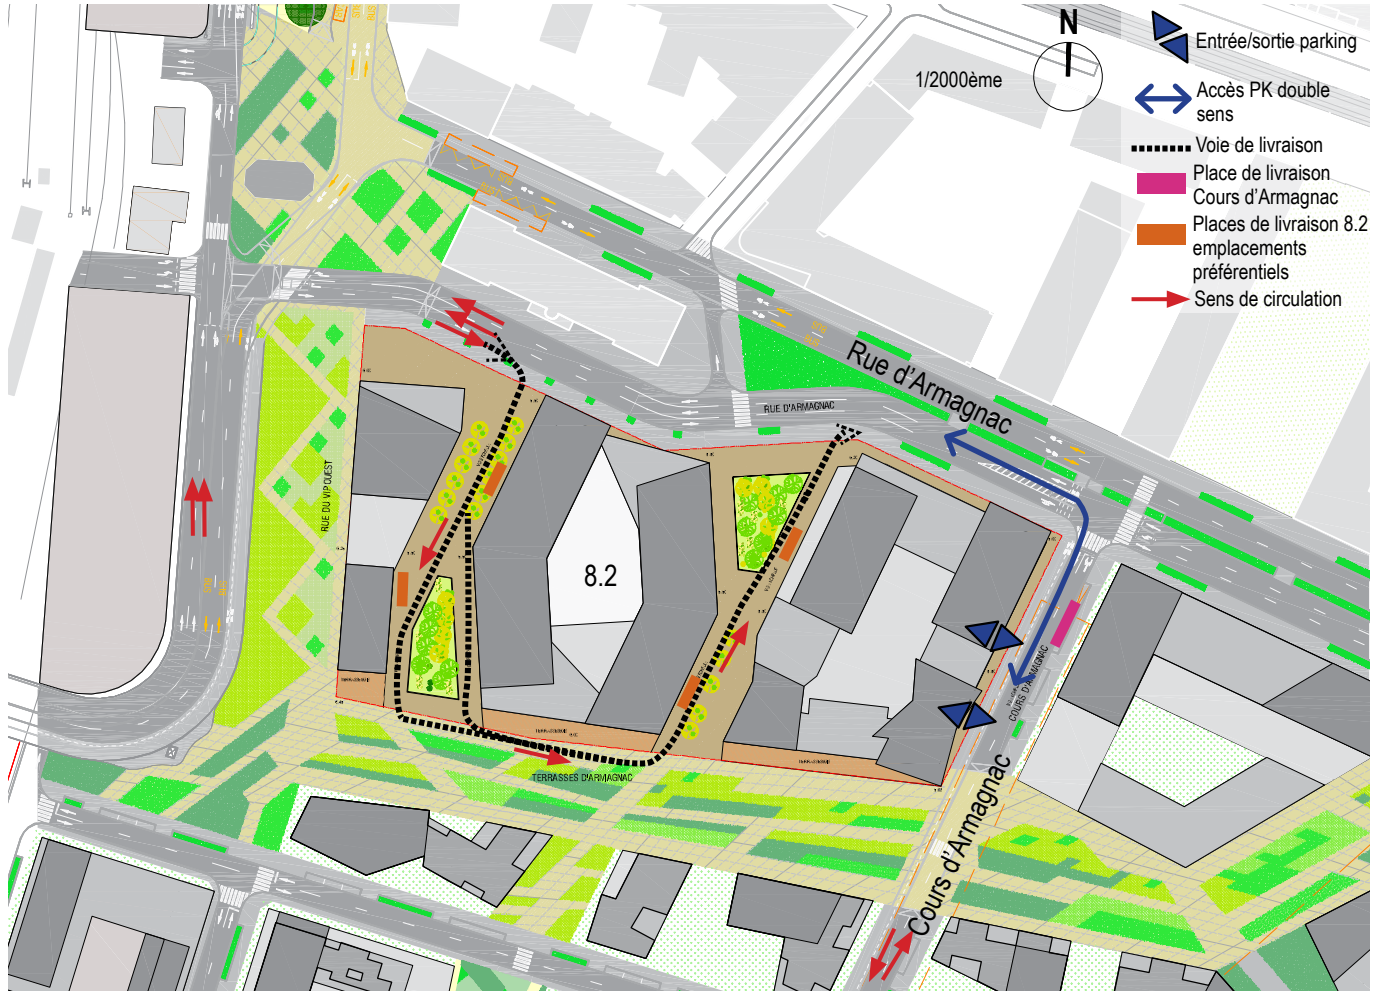 N
1/2000ème
Entrée/sortie parking
Accès PK double
sens
Voie de livraison
Place de livraison
Cours d'Armagnac
Places de livraison 8.2
emplacements
préférentiels
Sens de circulation
Rue d'Armagnac
RUE D'ARMAGNAC
RUE DU VIP OUEST
8.2
COURS D'ARMAGNAC
TERRASSES D'ARMAGNAC
Cours d'Armagnac